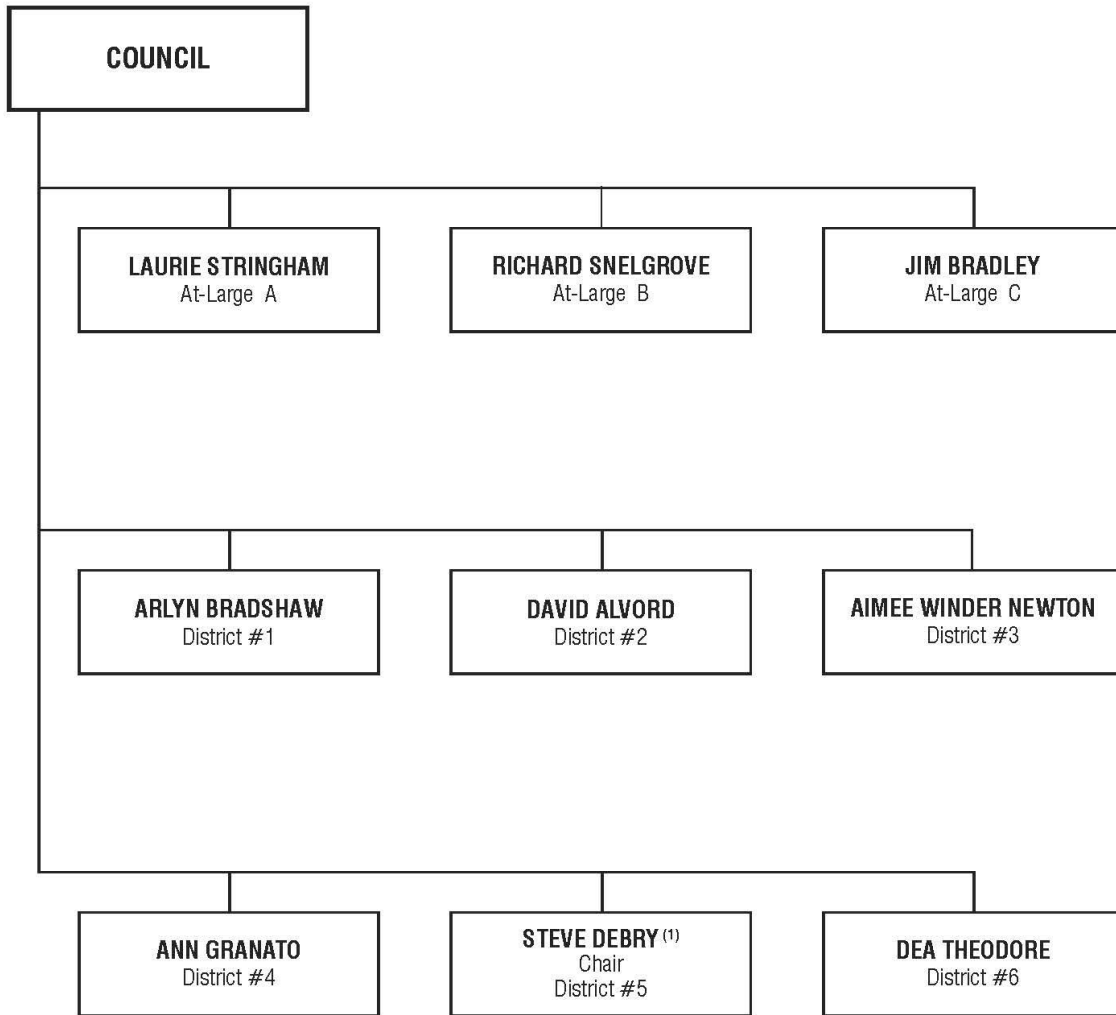 COUNCIL
LAURIE STRINGHAM
At-Large A
RICHARD SNELGROVE
At-Large B
JIM BRADLEY
At-Large C
ARLYN BRADSHAW
District #1
DAVID ALVORD
District #2
AIMEE WINDER NEWTON
District #3
ANN GRANATO
District #4
STEVE DEBRY (1)
Chair
District #5
DEA THEODORE
District #6